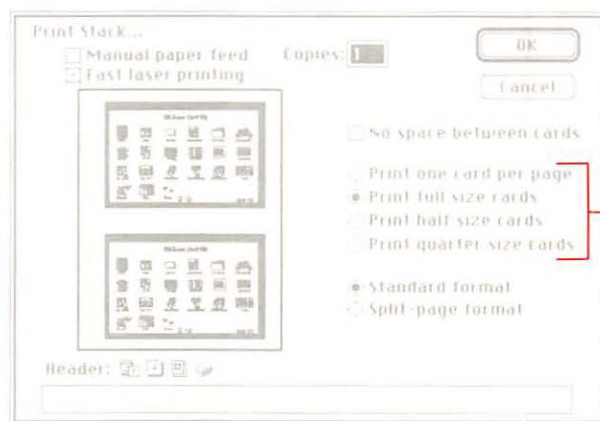 Print Stack...
Manual paper feed
Copies: 1
OK
Fast laser printing
Cancel
No space between cards
Print one card per page
Print full size cards
Print half size cards
Print quarter size cards
Standard format
Split-page format
Header: